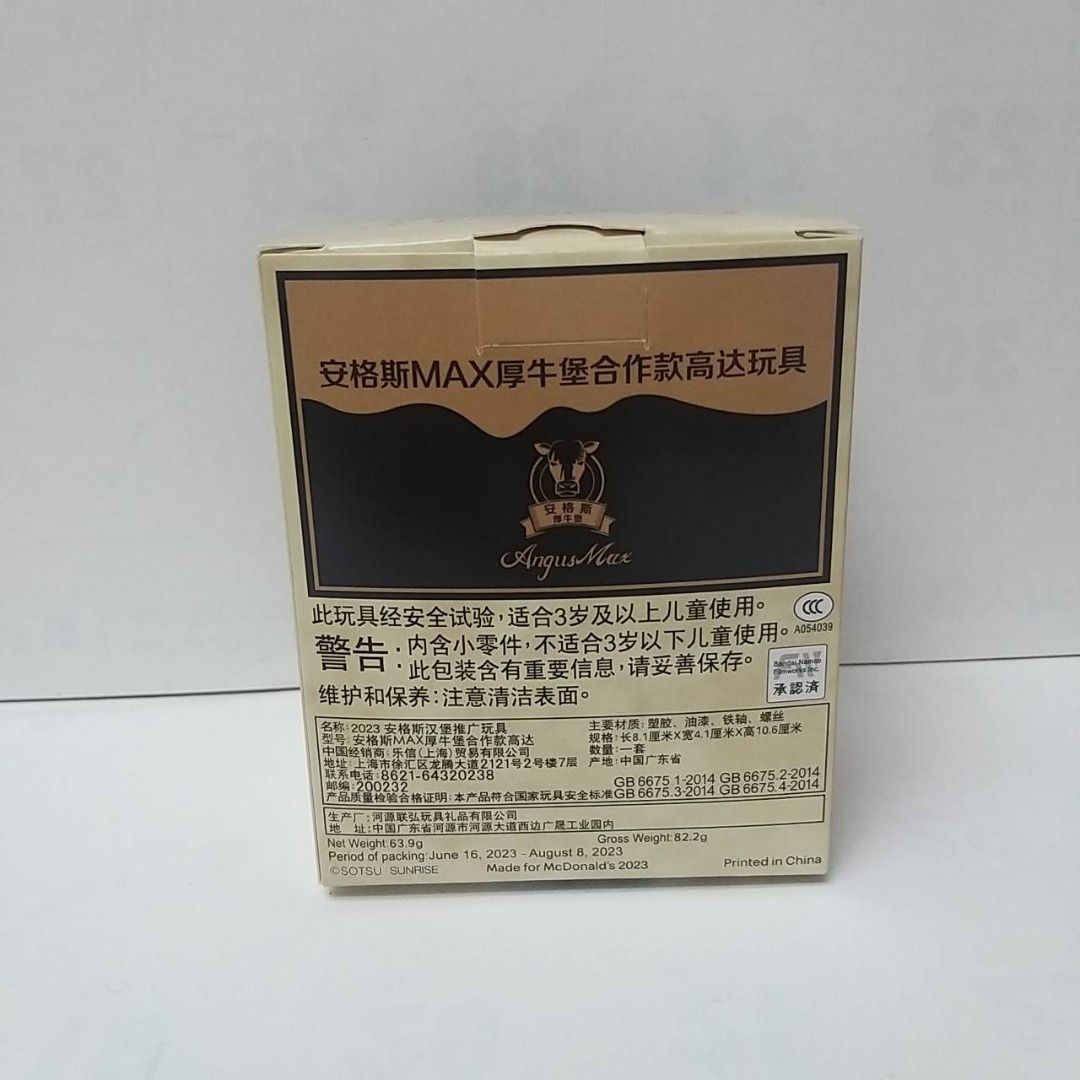 安格斯MAX厚牛堡合作款高达玩具
安格斯
厚牛堡
AngusMax
此玩具经安全试验，适合3岁及以上儿童使用。
CCC
A054039
警告：内含小零件，不适合3岁以下儿童使用。
此包装含有重要信息，请妥善保存。
Bandai Namco
Filmworks Inc.
承認済
维护和保养：注意清洁表面。
名称：2023 安格斯汉堡推广玩具
型号：安格斯MAX厚牛堡合作款高达
中国经销商：乐信(上海)贸易有限公司
地址：上海市徐汇区龙腾大道2121号2号楼7层
联系电话：8621-64320238
邮编：200232
产品质量检验合格证明：本产品符合国家玩具安全标准
主要材质：塑胶、油漆、铁轴、螺丝
规格：长8.1厘米X宽4.1厘米X高10.6厘米
数量：一套
产地：中国广东省
GB 6675.1-2014 GB 6675.2-2014
GB 6675.3-2014 GB 6675.4-2014
生产厂：河源联弘玩具礼品有限公司
地 址：中国广东省河源市河源大道西边广晟工业园内
Net Weight:63.9g Gross Weight:82.2g
Period of packing:June 16, 2023 - August 8, 2023
©SOTSU SUNRISE Made for McDonald's 2023 Printed in China